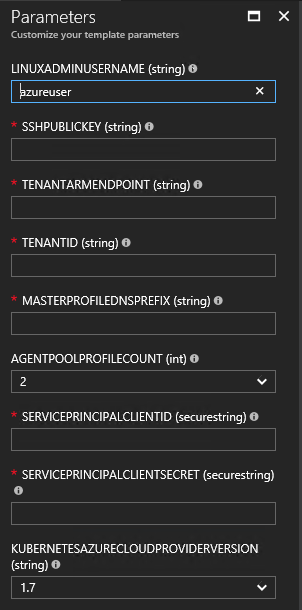 Parameters
Customize your template parameters
LINUXADMINUSERNAME (string)
azureuser
* SSHPUBLICKEY (string)
* TENANTARMENDPOINT (string)
* TENANTID (string)
* MASTERPROFILEDNSPREFIX (string)
AGENTPOOLPROFILECOUNT (int)
2
* SERVICEPRINCIPALCLIENTID (securestring)
* SERVICEPRINCIPALCLIENTSECRET (securestring)
KUBERNETESAZURECLOUDPROVIDERVERSION
(string)
1.7